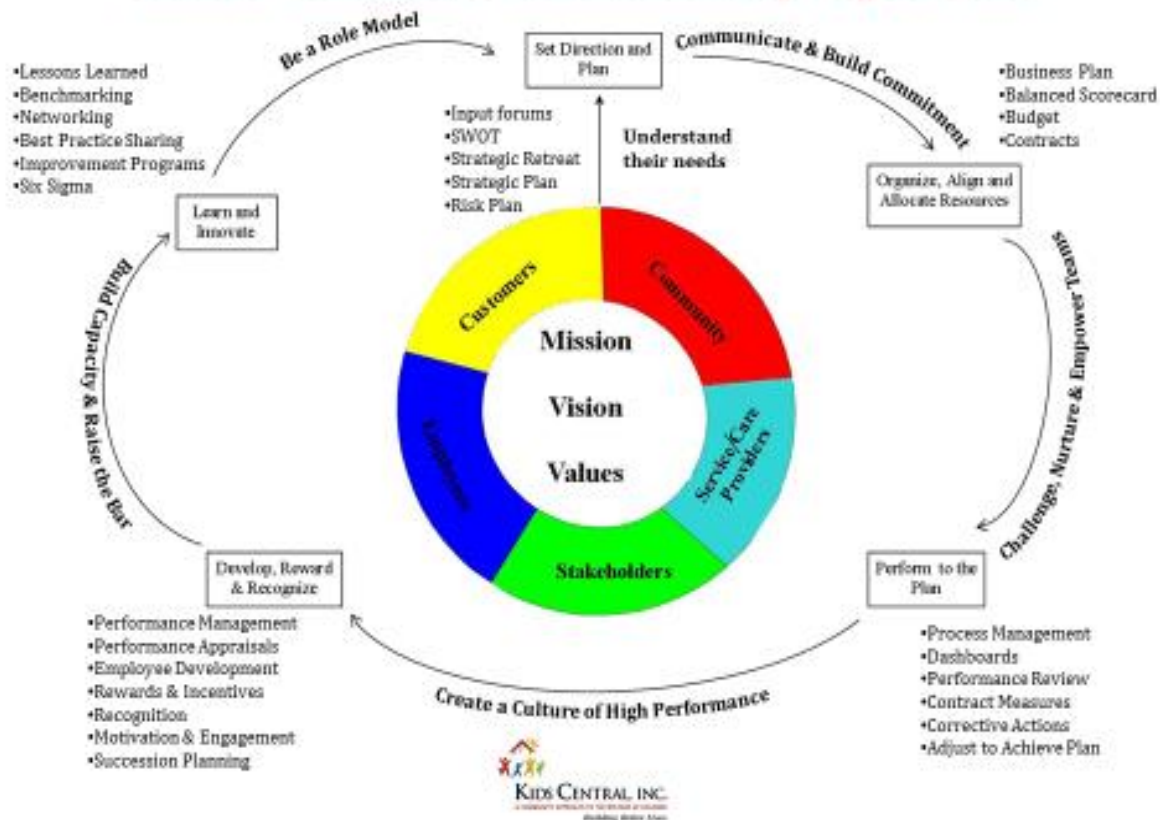 Be a Role Model
Set Direction and
Plan
Communicate & Build Commitment
•Lessons Learned
•Benchmarking
•Networking
•Best Practice Sharing
•Improvement Programs
•Six Sigma
•Input forums
•SWOT
•Strategic Retreat
•Strategic Plan
•Risk Plan
Understand
their needs
•Business Plan
•Balanced Scorecard
•Budget
•Contracts
Learn and
Innovate
Organize, Align and
Allocate Resources
Build Capacity & Raise the Bar
Challenge, Nurture & Empower Teams
Customers
Community
Service/Care
Providers
Stakeholders
Employees
Mission
Vision
Values
Develop, Reward
& Recognize
Perform to the
Plan
•Performance Management
•Performance Appraisals
•Employee Development
•Rewards & Incentives
•Recognition
•Motivation & Engagement
•Succession Planning
Create a Culture of High Performance
•Process Management
•Dashboards
•Performance Review
•Contract Measures
•Corrective Actions
•Adjust to Achieve Plan
KIDS CENTRAL, INC.